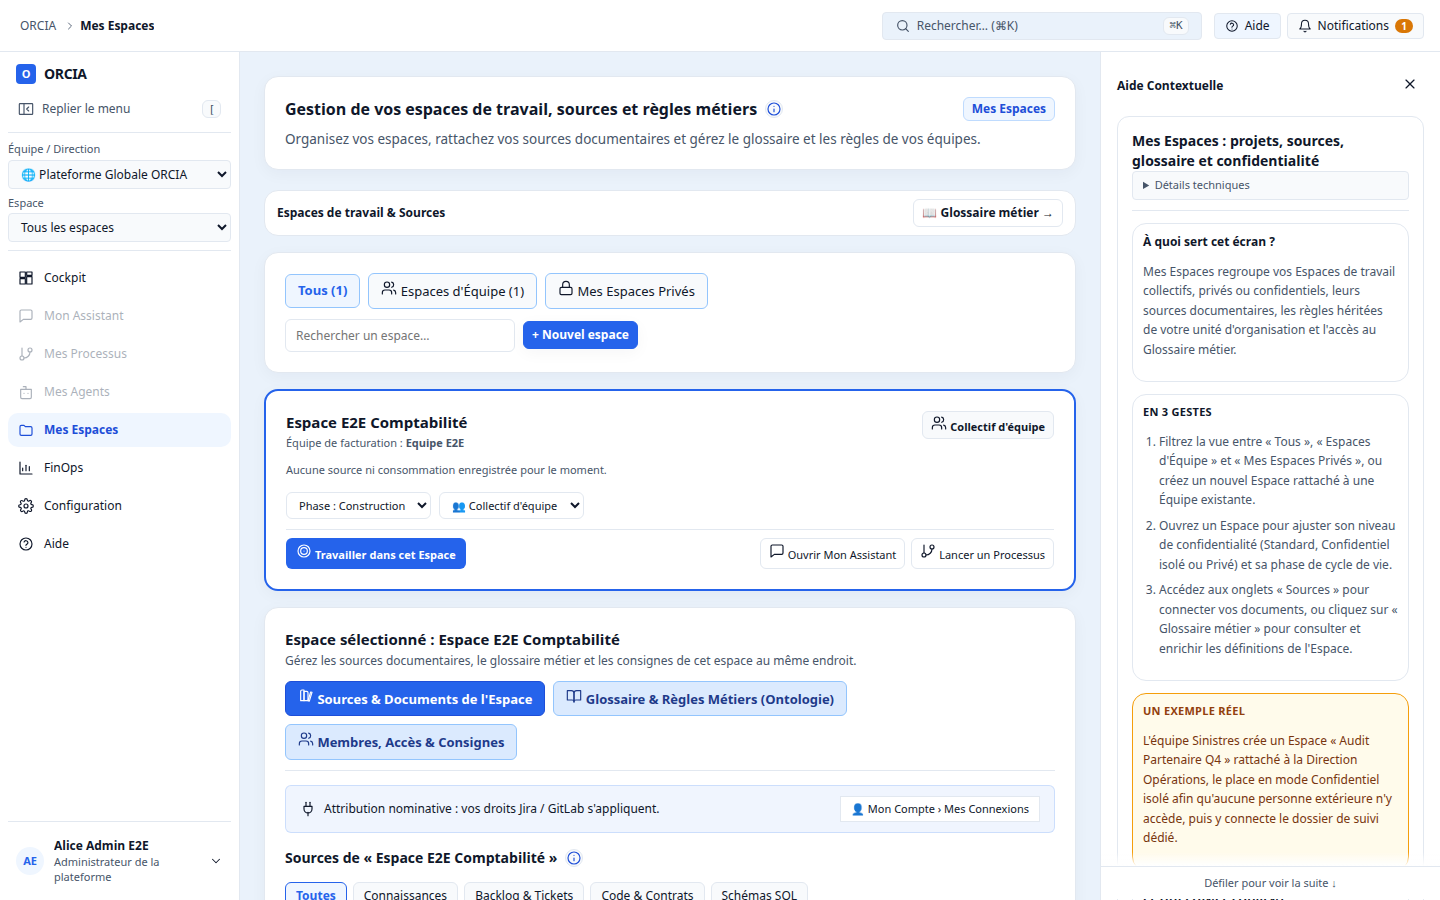 ORCIA > Mes Espaces
Rechercher... (⌘K) ⌘K
Aide
Notifications 1
O ORCIA
Replier le menu [
Équipe / Direction
🌐 Plateforme Globale ORCIA
Espace
Tous les espaces
Cockpit
Mon Assistant
Mes Processus
Mes Agents
Mes Espaces
FinOps
Configuration
Aide
AE
Alice Admin E2E
Administrateur de la
plateforme
Gestion de vos espaces de travail, sources et règles métiers
Mes Espaces
Organisez vos espaces, rattachez vos sources documentaires et gérez le glossaire et les règles de vos équipes.
Espaces de travail & Sources
📖 Glossaire métier →
Tous (1)
Espaces d'Équipe (1)
Mes Espaces Privés
Rechercher un espace...
+ Nouvel espace
Espace E2E Comptabilité
Collectif d'équipe
Équipe de facturation : Equipe E2E
Aucune source ni consommation enregistrée pour le moment.
Phase : Construction
👥 Collectif d'équipe
Travailler dans cet Espace
Ouvrir Mon Assistant
Lancer un Processus
Espace sélectionné : Espace E2E Comptabilité
Gérez les sources documentaires, le glossaire métier et les consignes de cet espace au même endroit.
Sources & Documents de l'Espace
Glossaire & Règles Métiers (Ontologie)
Membres, Accès & Consignes
Attribution nominative : vos droits Jira / GitLab s'appliquent.
👤 Mon Compte › Mes Connexions
Sources de « Espace E2E Comptabilité »
Toutes
Connaissances
Backlog & Tickets
Code & Contrats
Schémas SQL
Aide Contextuelle
Mes Espaces : projets, sources,
glossaire et confidentialité
▶ Détails techniques
À quoi sert cet écran ?
Mes Espaces regroupe vos Espaces de travail
collectifs, privés ou confidentiels, leurs
sources documentaires, les règles héritées
de votre unité d'organisation et l'accès au
Glossaire métier.
EN 3 GESTES
1. Filtrez la vue entre « Tous », « Espaces
d'Équipe » et « Mes Espaces Privés », ou
créez un nouvel Espace rattaché à une
Équipe existante.
2. Ouvrez un Espace pour ajuster son niveau
de confidentialité (Standard, Confidentiel
isolé ou Privé) et sa phase de cycle de vie.
3. Accédez aux onglets « Sources » pour
connecter vos documents, ou cliquez sur «
Glossaire métier » pour consulter et
enrichir les définitions de l'Espace.
UN EXEMPLE RÉEL
L'équipe Sinistres crée un Espace « Audit
Partenaire Q4 » rattaché à la Direction
Opérations, le place en mode Confidentiel
isolé afin qu'aucune personne extérieure n'y
accède, puis y connecte le dossier de suivi
dédié.
Défiler pour voir la suite ↓